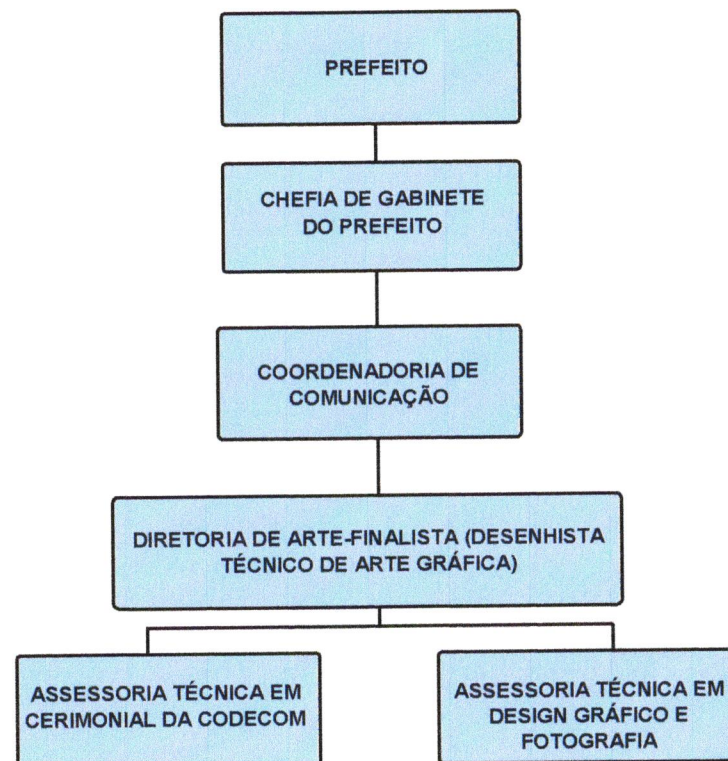 PREFEITO
CHEFIA DE GABINETE
DO PREFEITO
COORDENADORIA DE
COMUNICAÇÃO
DIRETORIA DE ARTE-FINALISTA (DESENHISTA
TÉCNICO DE ARTE GRÁFICA)
ASSESSORIA TÉCNICA EM
CERIMONIAL DA CODECOM
ASSESSORIA TÉCNICA EM
DESIGN GRÁFICO E
FOTOGRAFIA